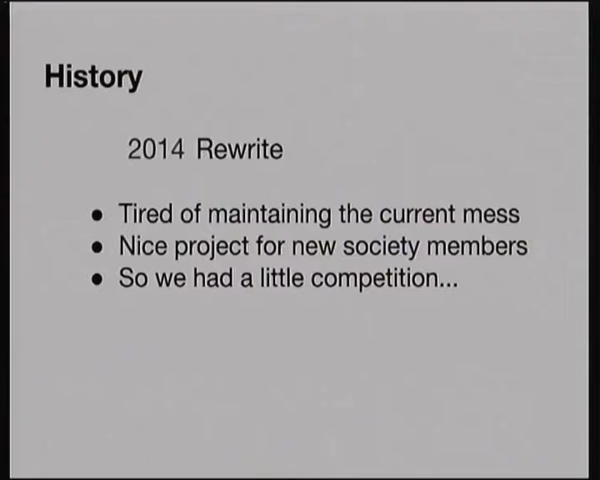 History
2014 Rewrite
● Tired of maintaining the current mess
● Nice project for new society members
● So we had a little competition...